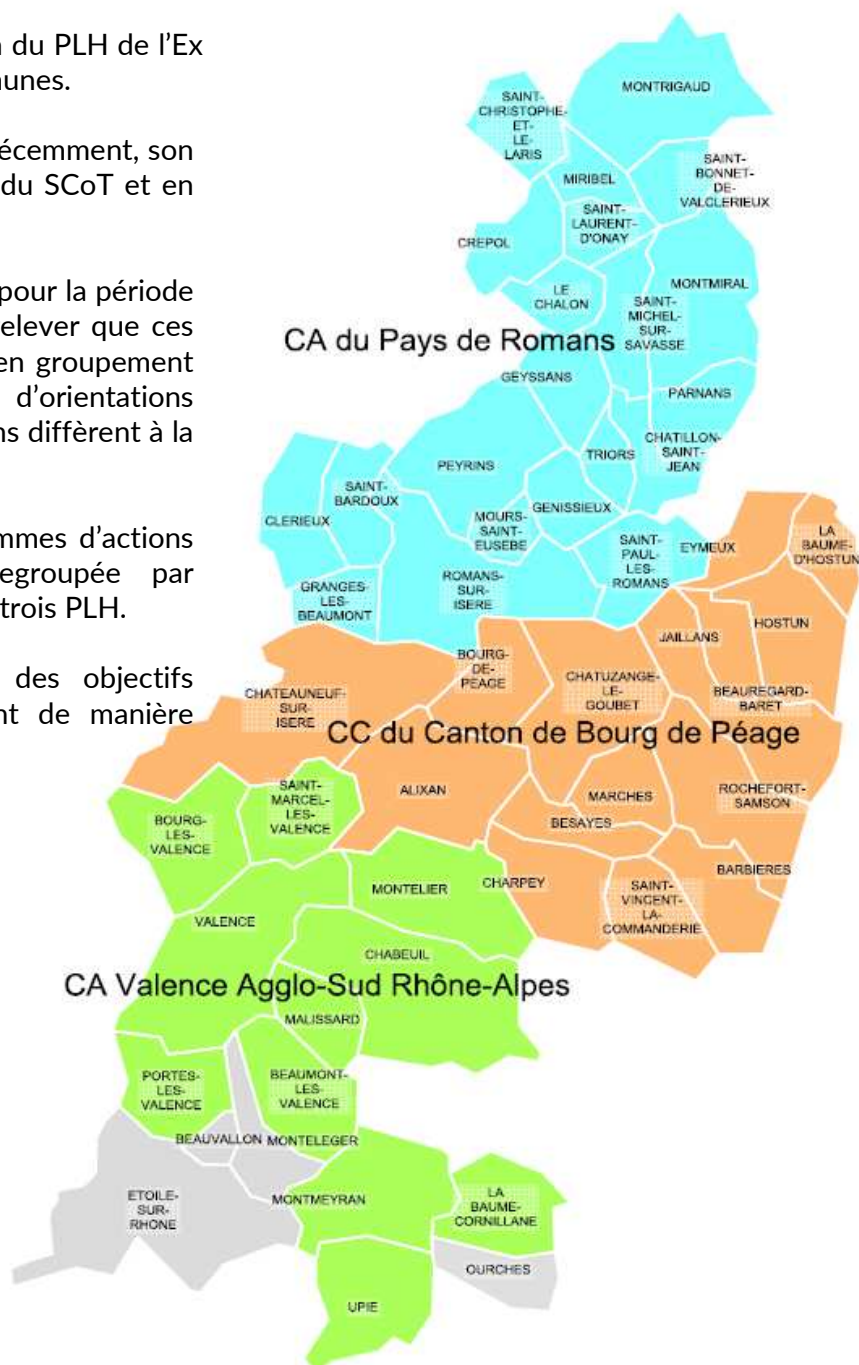 du PLH de l’Ex
unes.
écemment, son
du SCoT et en
pour la période
elever que ces
en groupement
d’orientations
ns diffèrent à la
mmes d’actions
egroupée par
trois PLH.
des objectifs
nt de manière
MONTRIGAUD
SAINT-
CHRISTOPHE-
ET-
LE-
LARIS
SAINT-
BONNET-
DE-
VALCLERIEUX
MIRIBEL
SAINT-
LAURENT-
D'ONAY
CREPOL
LE
CHALON
MONTMIRAL
SAINT-
MICHEL-
SUR-
SAVASSE
CA du Pays de Romans
GEYSSANS
PARNANS
CHATILLON-
SAINT-
JEAN
TRIORS
PEYRINS
SAINT-
BARDOUX
CLERIEUX
GENISSIEUX
MOURS-
SAINT-
EUSEBE
SAINT-
PAUL-
LES-
ROMANS
EYMEUX
LA
BAUME-
D'HOSTUN
GRANGES-
LES-
BEAUMONT
ROMANS-
SUR-
ISERE
HOSTUN
JAILLANS
BOURG-
DE-
PEAGE
CHATUZANGE-
LE-
GOUBET
BEAUREGARD-
BARET
CHATEAUNEUF-
SUR-
ISERE
CC du Canton de Bourg de Péage
ALIXAN
MARCHES
ROCHEFORT-
SAMSON
SAINT-
MARCEL-
LES-
VALENCE
BOURG-
LES-
VALENCE
BESAYES
BARBIERES
MONTELIER
CHARPEY
SAINT-
VINCENT-
LA-
COMMANDERIE
VALENCE
CHABEUIL
CA Valence Agglo-Sud Rhône-Alpes
MALISSARD
PORTES-
LES-
VALENCE
BEAUMONT-
LES-
VALENCE
BEAUVALLON
MONTELEGER
ETOILE-
SUR-
RHONE
MONTMEYRAN
LA
BAUME-
CORNILLANE
OURCHES
UPIE